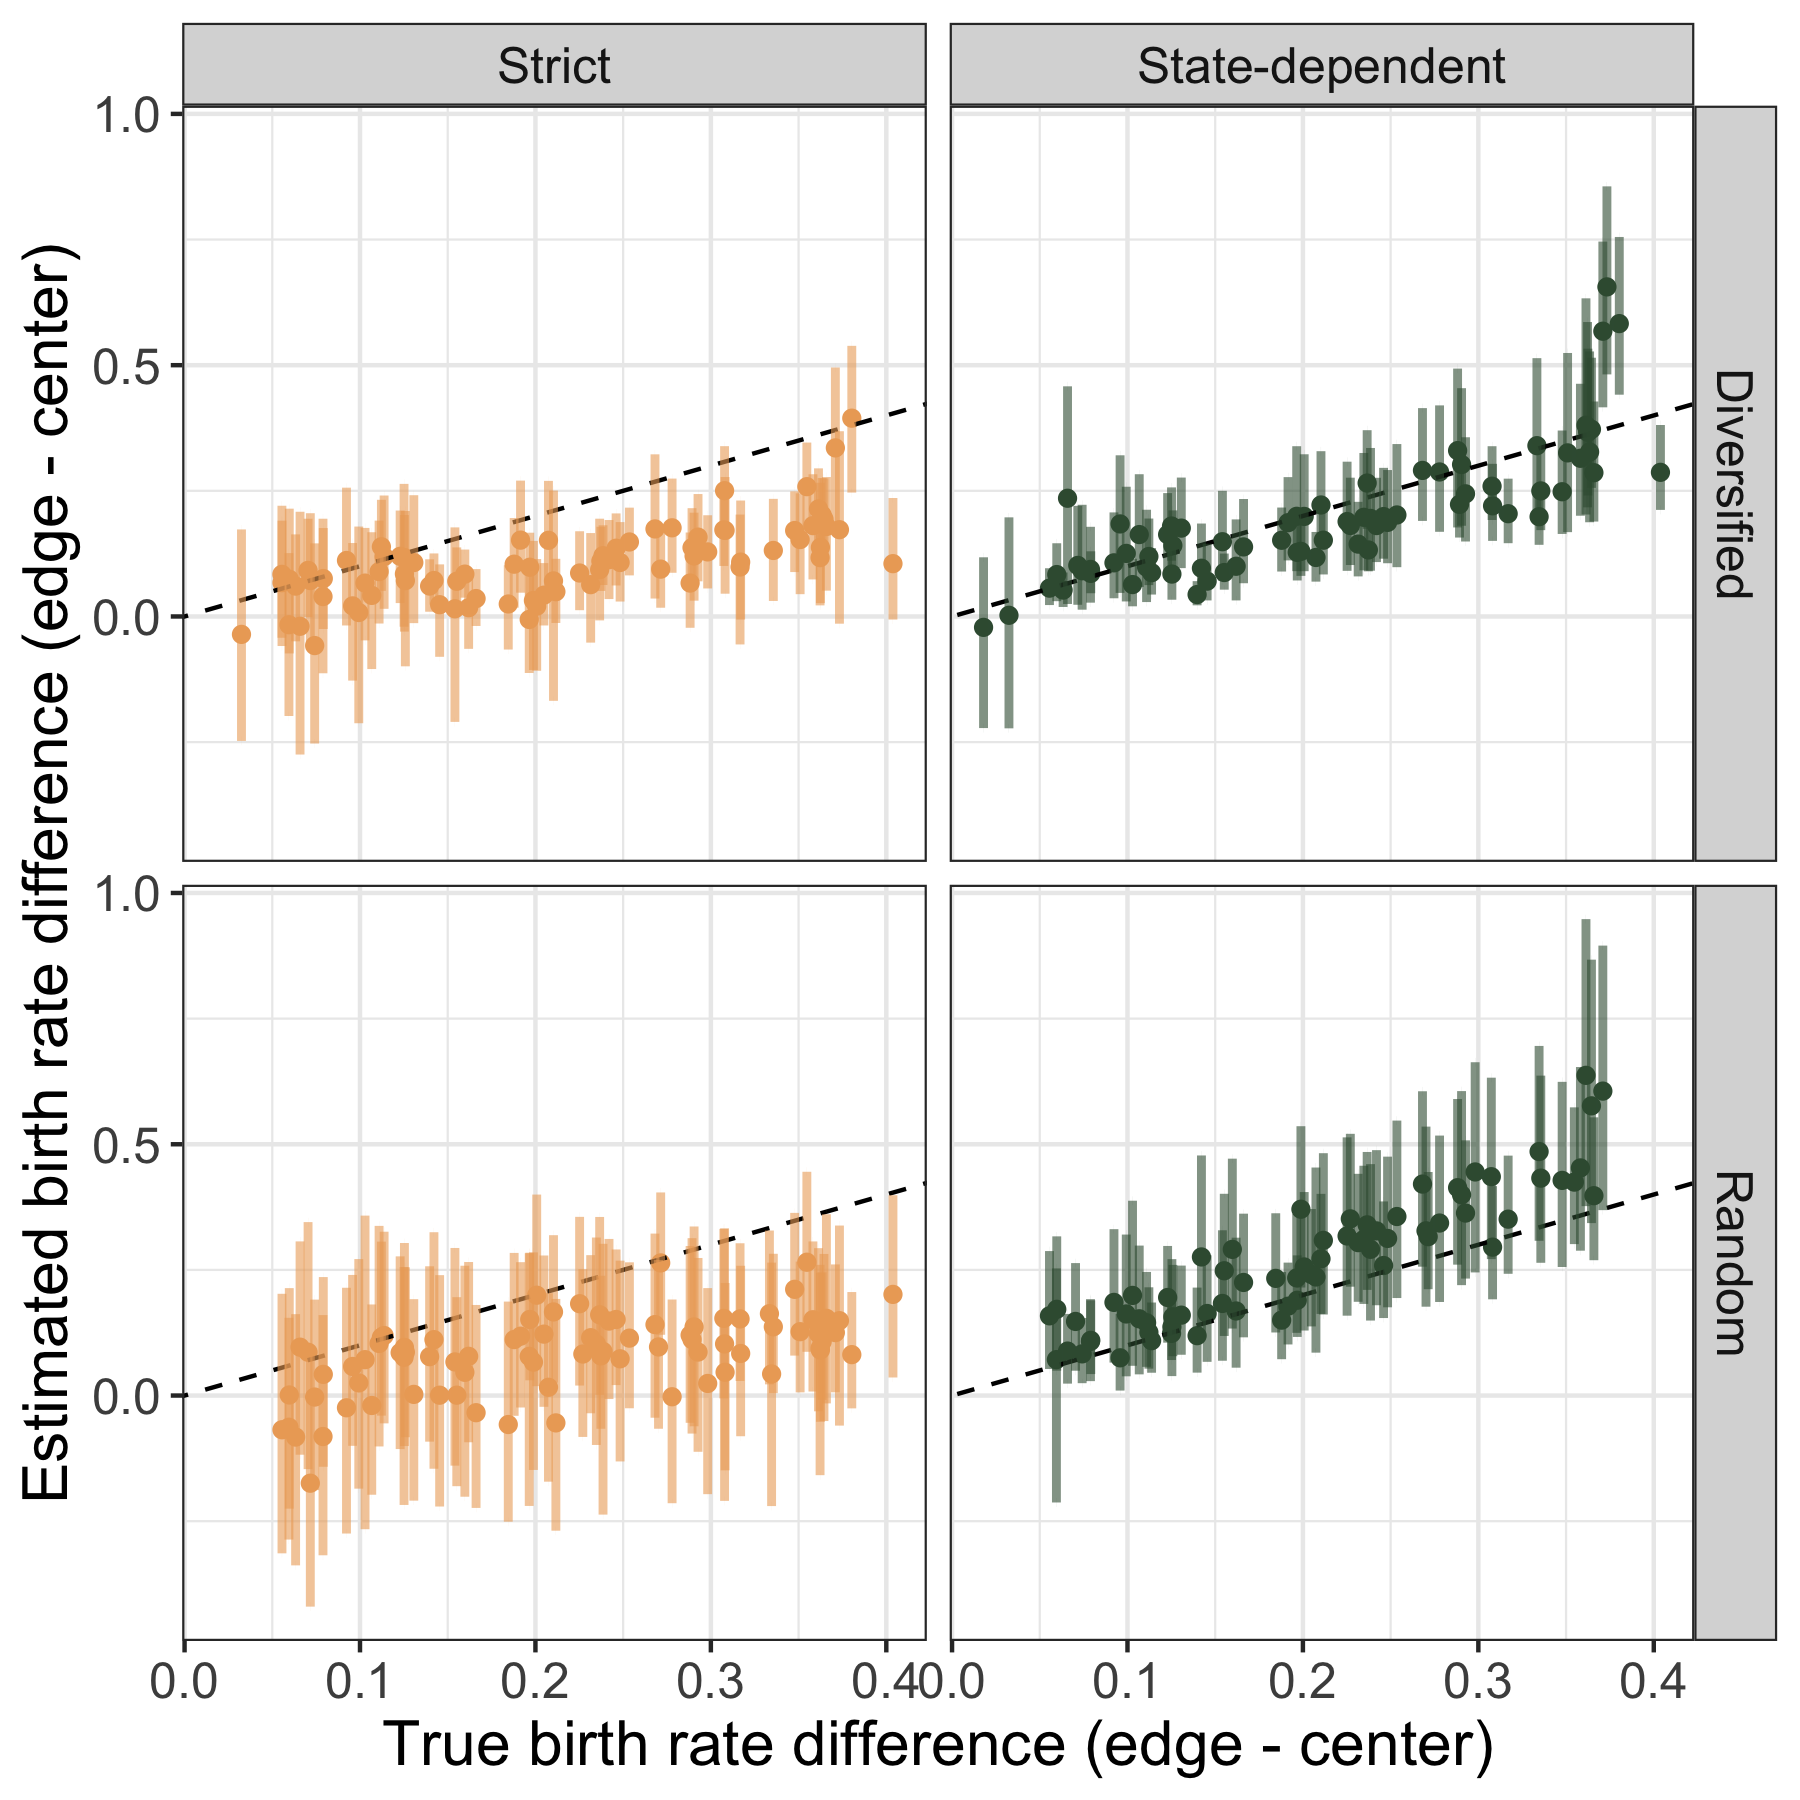 Strict
State-dependent
1.0
0.5
0.0
Diversified
1.0
0.5
0.0
Random
0.0 0.1 0.2 0.3 0.4
0.0 0.1 0.2 0.3 0.4
True birth rate difference (edge - center)
Estimated birth rate difference (edge - center)